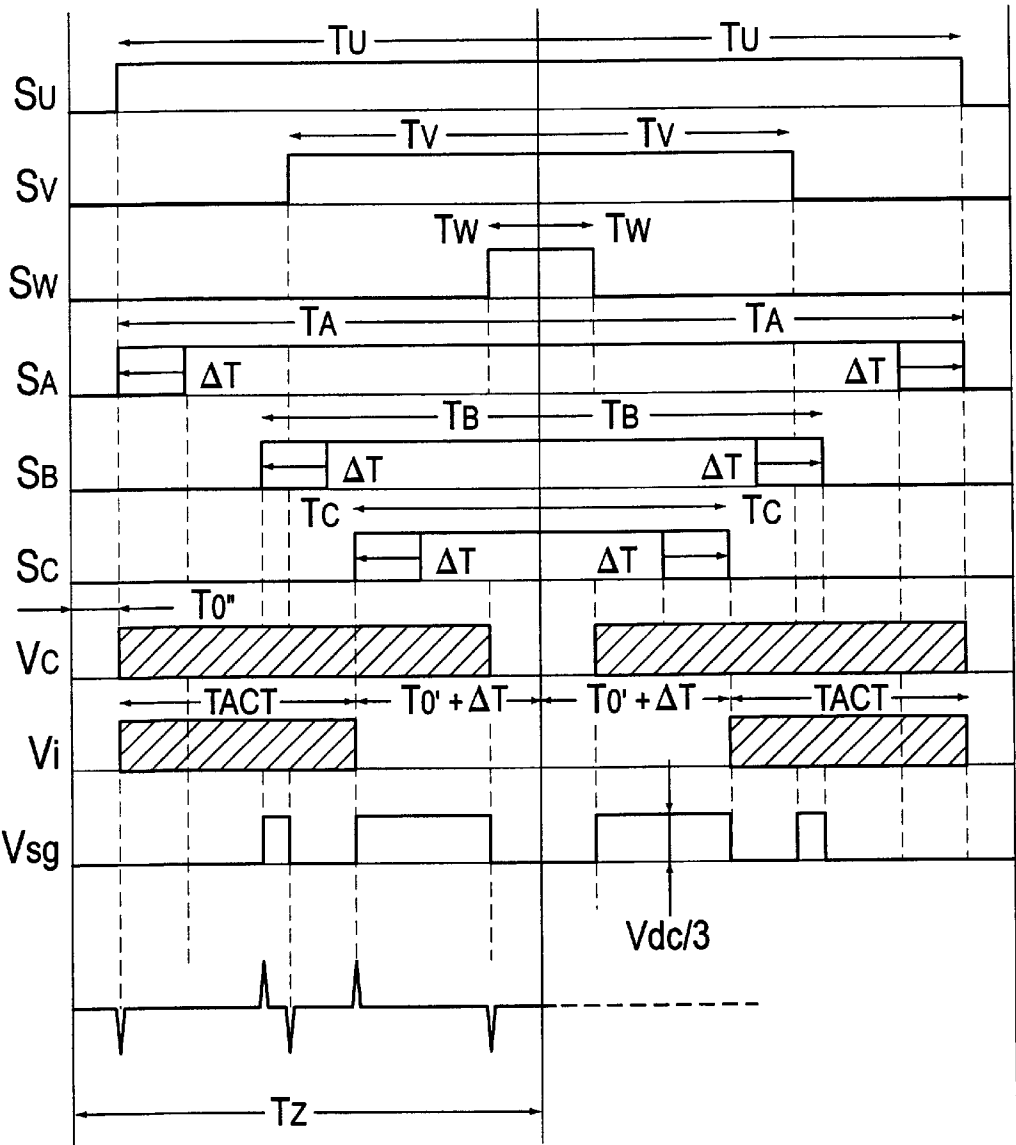 TU TU
SU
TV TV
SV
TW TW
SW
TA TA
SA ΔT ΔT
TB TB
SB ΔT ΔT
TC TC
SC ΔT ΔT
T0"
VC
TACT T0' + ΔT T0' + ΔT TACT
Vi
Vsg
Vdc/3
TZ